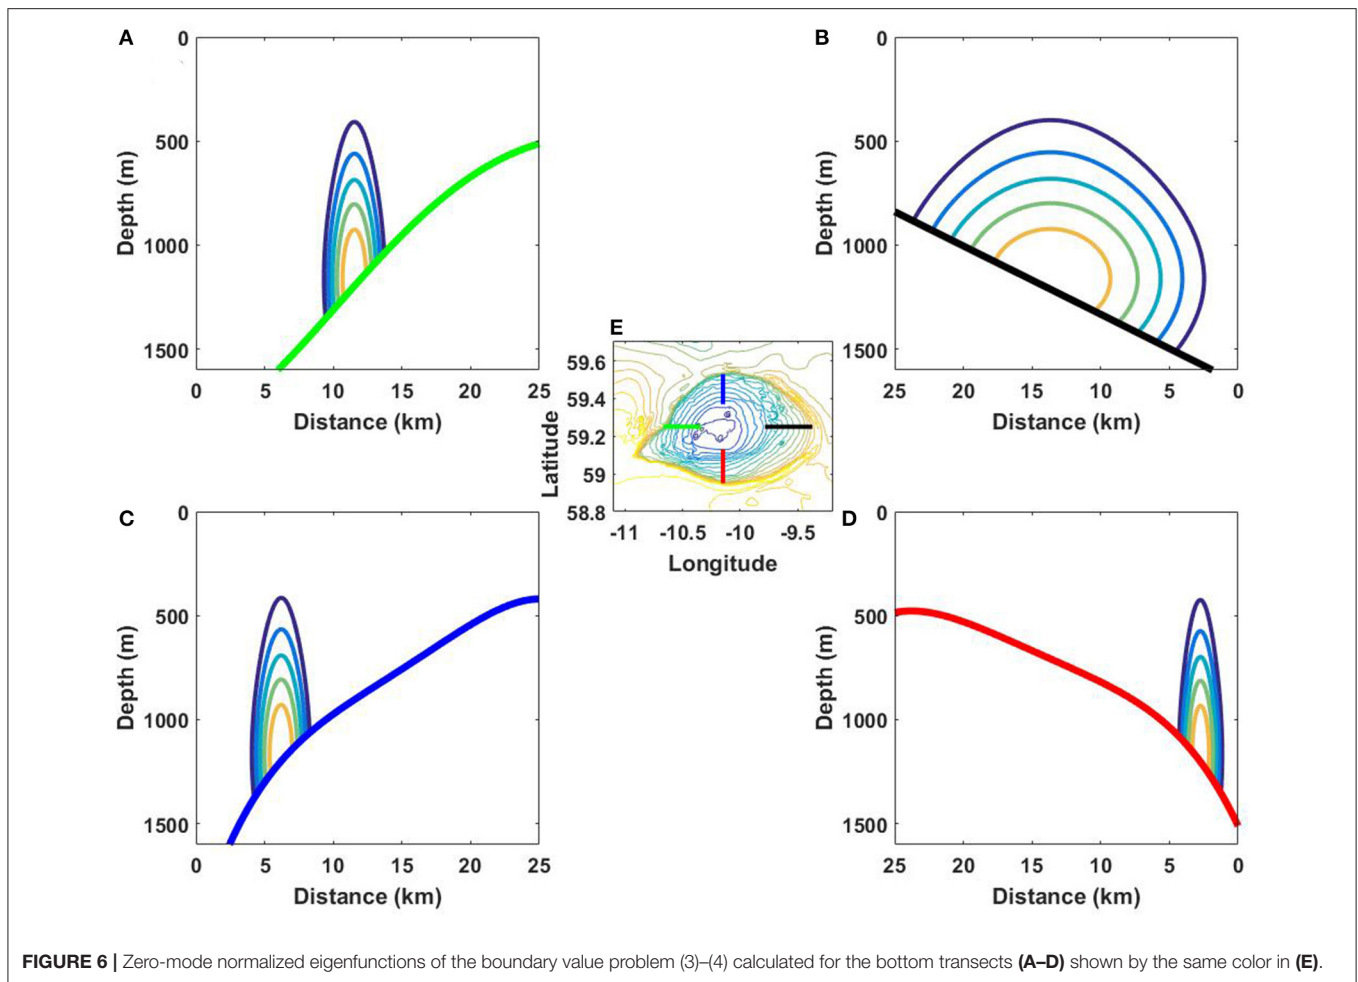 A
0
500
1000
1500
Depth (m)
0 5 10 15 20 25
Distance (km)
B
0
500
1000
1500
Depth (m)
25 20 15 10 5 0
Distance (km)
E
59.6
59.4
59.2
59
58.8
Latitude
-11 -10.5 -10 -9.5
Longitude
C
0
500
1000
1500
Depth (m)
0 5 10 15 20 25
Distance (km)
D
0
500
1000
1500
Depth (m)
25 20 15 10 5 0
Distance (km)
FIGURE 6 | Zero-mode normalized eigenfunctions of the boundary value problem (3)–(4) calculated for the bottom transects (A–D) shown by the same color in (E).